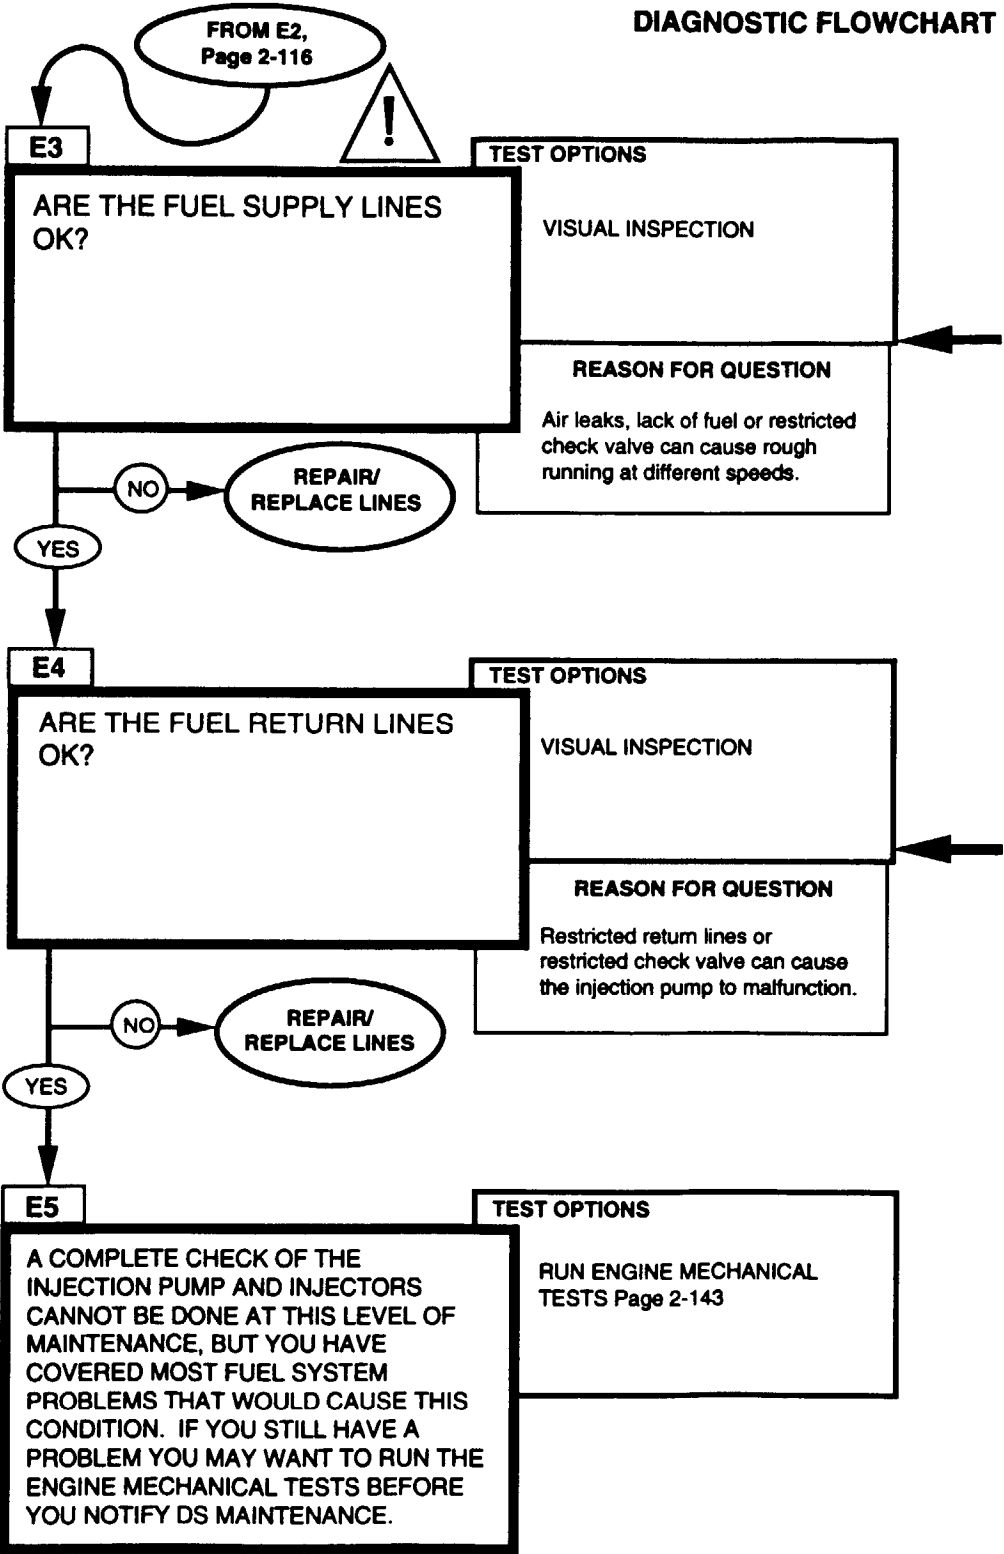 DIAGNOSTIC FLOWCHART
FROM E2,
Page 2-116
!
E3
ARE THE FUEL SUPPLY LINES
OK?
TEST OPTIONS
VISUAL INSPECTION
REASON FOR QUESTION
Air leaks, lack of fuel or restricted
check valve can cause rough
running at different speeds.
NO
REPAIR/
REPLACE LINES
YES
E4
ARE THE FUEL RETURN LINES
OK?
TEST OPTIONS
VISUAL INSPECTION
REASON FOR QUESTION
Restricted return lines or
restricted check valve can cause
the injection pump to malfunction.
NO
REPAIR/
REPLACE LINES
YES
E5
A COMPLETE CHECK OF THE
INJECTION PUMP AND INJECTORS
CANNOT BE DONE AT THIS LEVEL OF
MAINTENANCE, BUT YOU HAVE
COVERED MOST FUEL SYSTEM
PROBLEMS THAT WOULD CAUSE THIS
CONDITION. IF YOU STILL HAVE A
PROBLEM YOU MAY WANT TO RUN THE
ENGINE MECHANICAL TESTS BEFORE
YOU NOTIFY DS MAINTENANCE.
TEST OPTIONS
RUN ENGINE MECHANICAL
TESTS Page 2-143